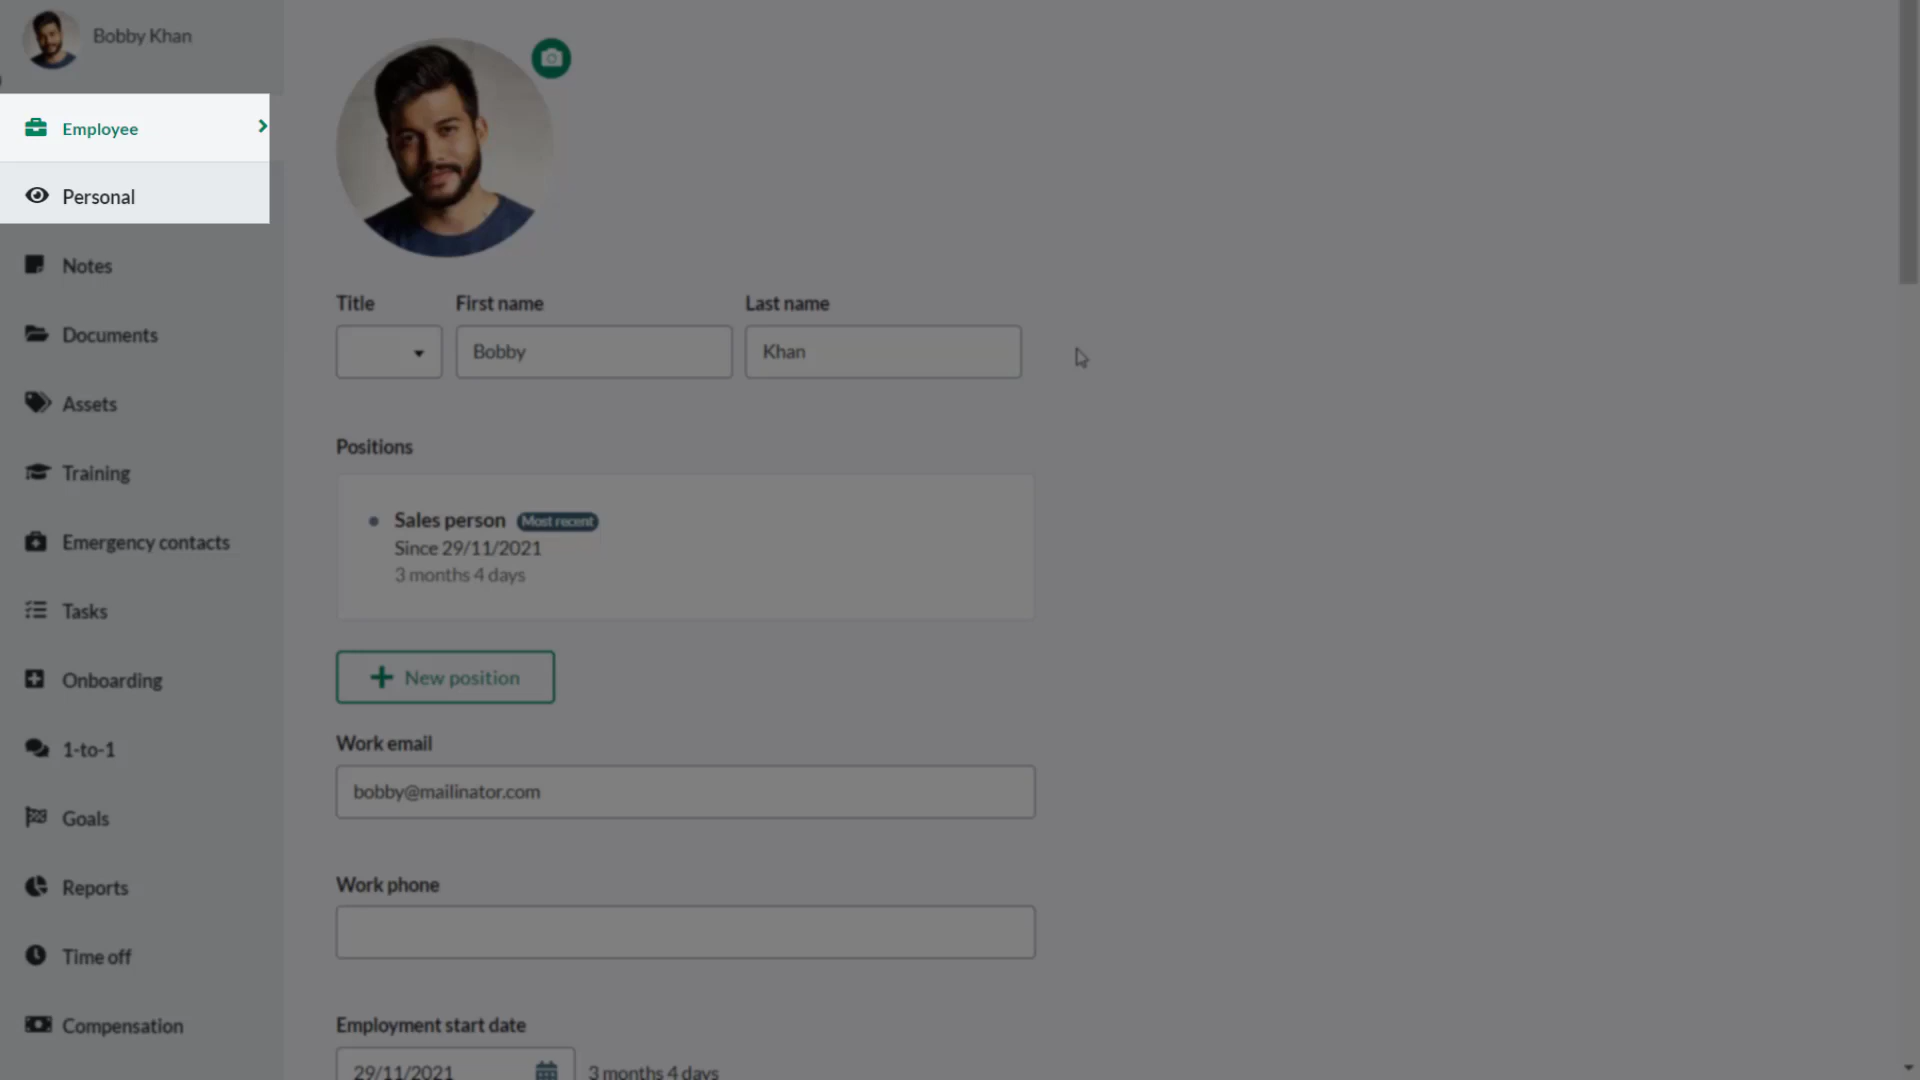 Bobby Khan
Employee
Personal
Notes
Documents
Assets
Training
Emergency contacts
Tasks
Onboarding
1-to-1
Goals
Reports
Time off
Compensation
Title First name Last name
Bobby Khan
Positions
Sales person Most recent
Since 29/11/2021
3 months 4 days
New position
Work email
bobby@mailinator.com
Work phone
Employment start date
29/11/2021 3 months 4 days